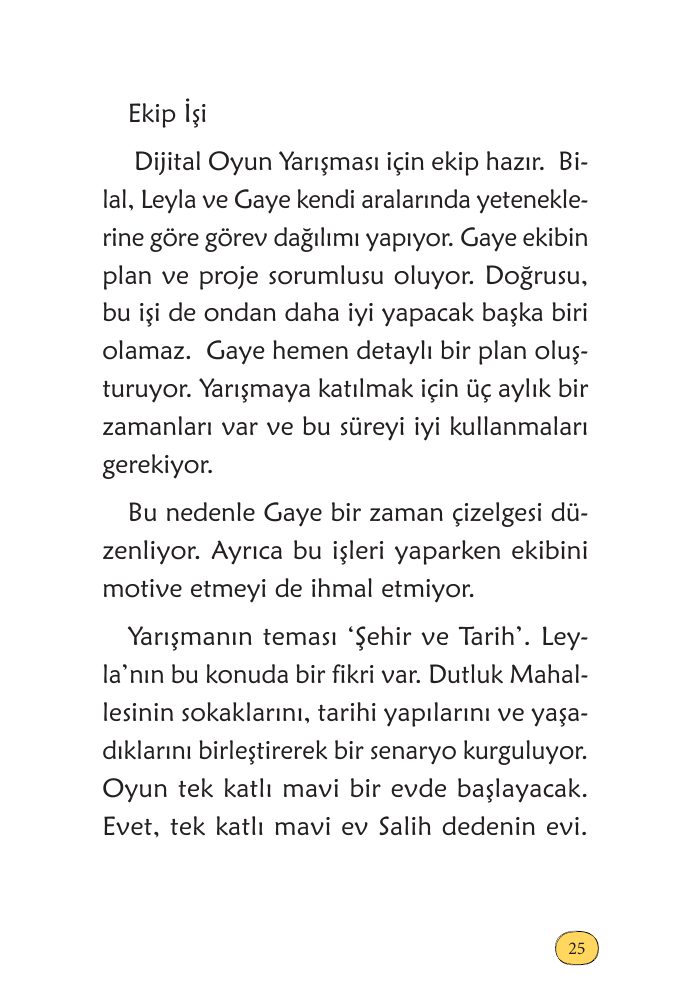 Ekip İşi
Dijital Oyun Yarışması için ekip hazır. Bi-
lal, Leyla ve Gaye kendi aralarında yetenekle-
rine göre görev dağılımı yapıyor. Gaye ekibin
plan ve proje sorumlusu oluyor. Doğrusu,
bu işi de ondan daha iyi yapacak başka biri
olamaz. Gaye hemen detaylı bir plan oluş-
turuyor. Yarışmaya katılmak için üç aylık bir
zamanları var ve bu süreyi iyi kullanmaları
gerekiyor.
Bu nedenle Gaye bir zaman çizelgesi dü-
zenliyor. Ayrıca bu işleri yaparken ekibini
motive etmeyi de ihmal etmiyor.
Yarışmanın teması ‘Şehir ve Tarih’. Ley-
la’nın bu konuda bir fikri var. Dutluk Mahal-
lesinin sokaklarını, tarihi yapılarını ve yaşa-
dıklarını birleştirerek bir senaryo kurguluyor.
Oyun tek katlı mavi bir evde başlayacak.
Evet, tek katlı mavi ev Salih dedenin evi.
25